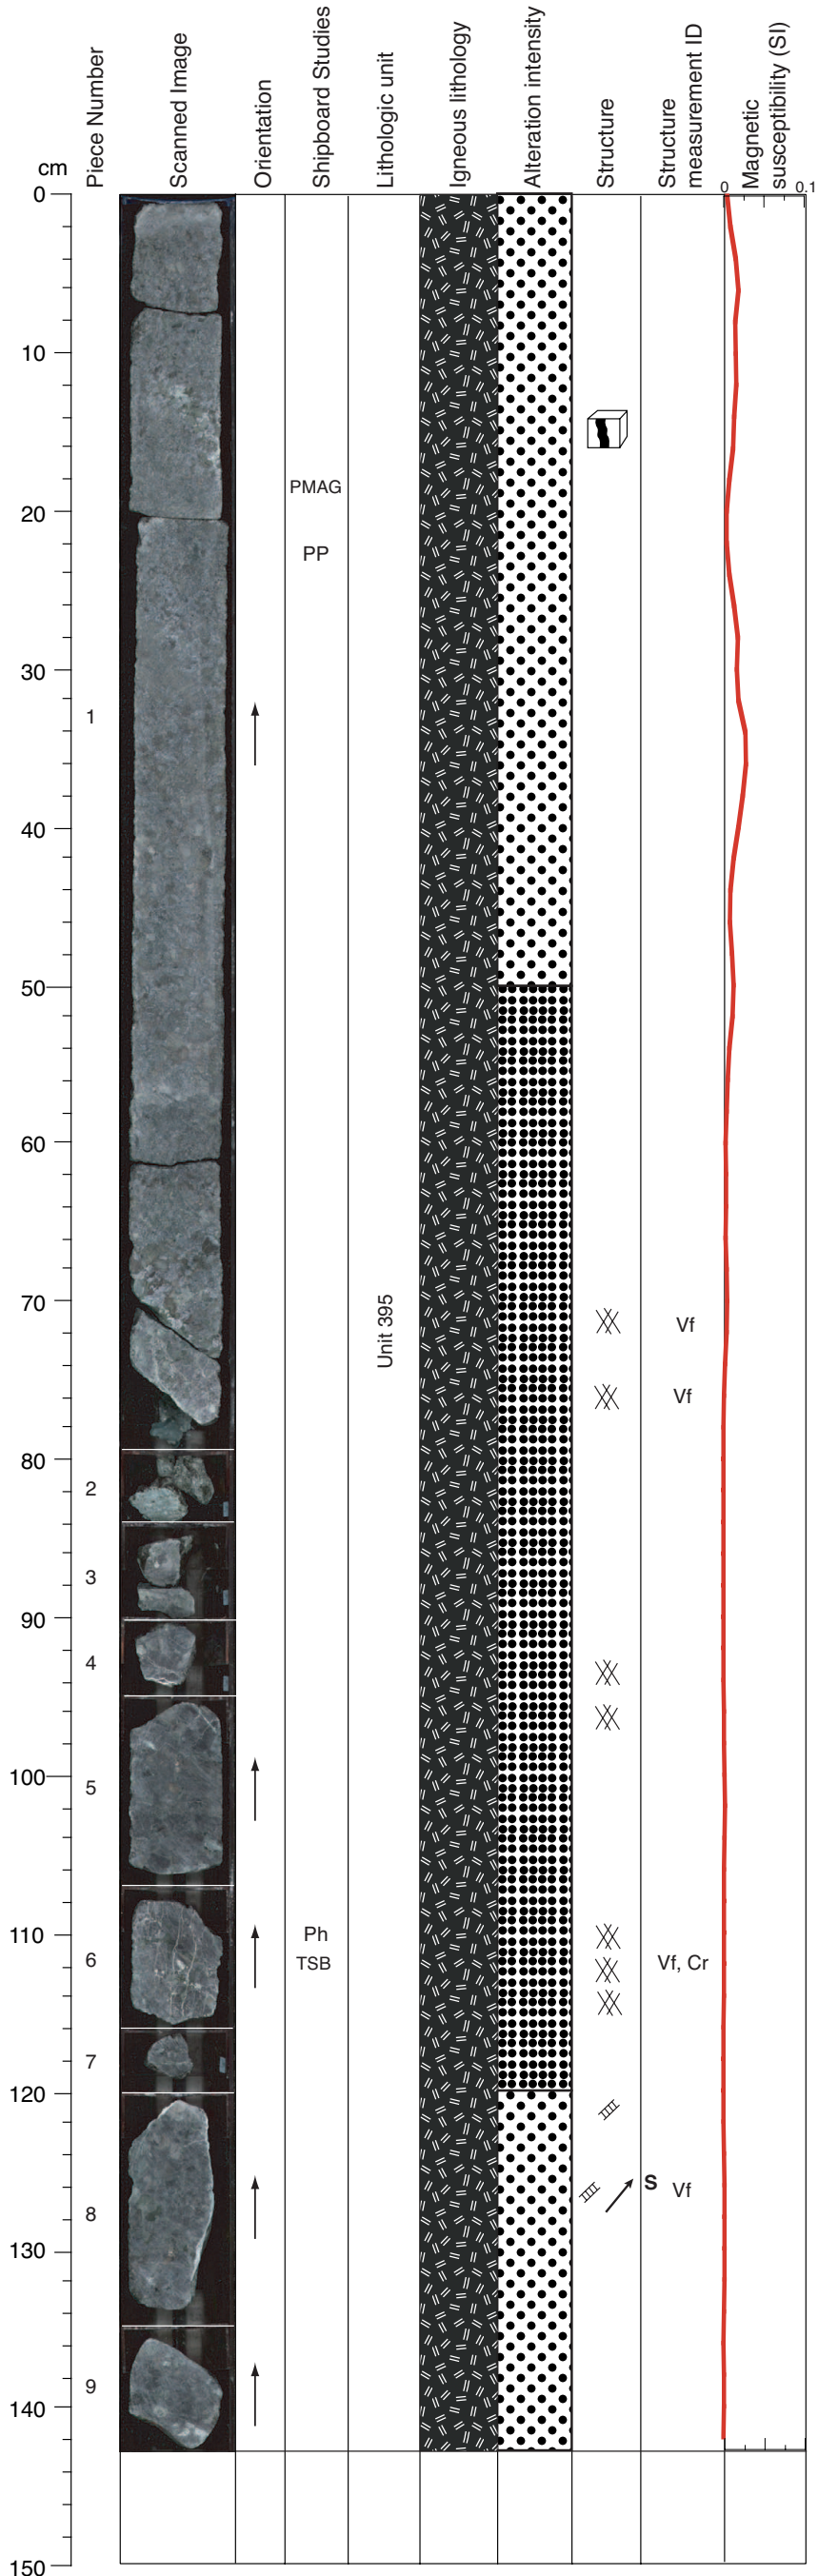 cm
Piece Number
Scanned Image
Orientation
Shipboard Studies
Lithologic unit
Igneous lithology
Alteration intensity
Structure
Structure
measurement ID
Magnetic
susceptibility (SI)
0 0.1
0
10
PMAG
20
PP
30
1
40
50
60
70
Unit 395
Vf
Vf
80
2
3
90
4
100
5
110
Ph
6
TSB
Vf, Cr
7
120
S
Vf
8
130
9
140
150